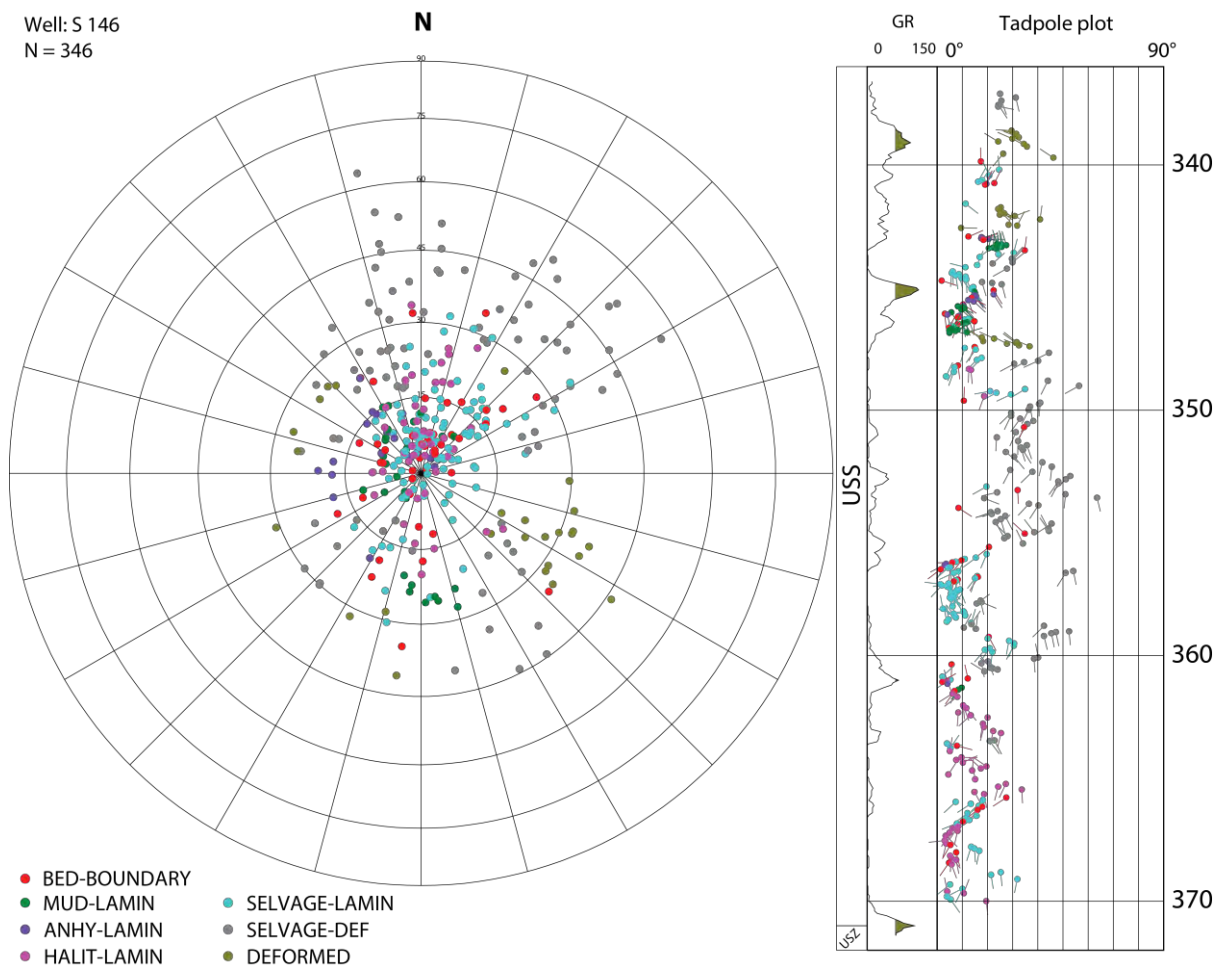 Well: S 146
N = 346
N
90
75
60
45
30
15
GR
0 150
Tadpole plot
0° 90°
340
350
360
370
USS
USZ
BED-BOUNDARY
MUD-LAMIN
ANHY-LAMIN
HALIT-LAMIN
SELVAGE-LAMIN
SELVAGE-DEF
DEFORMED